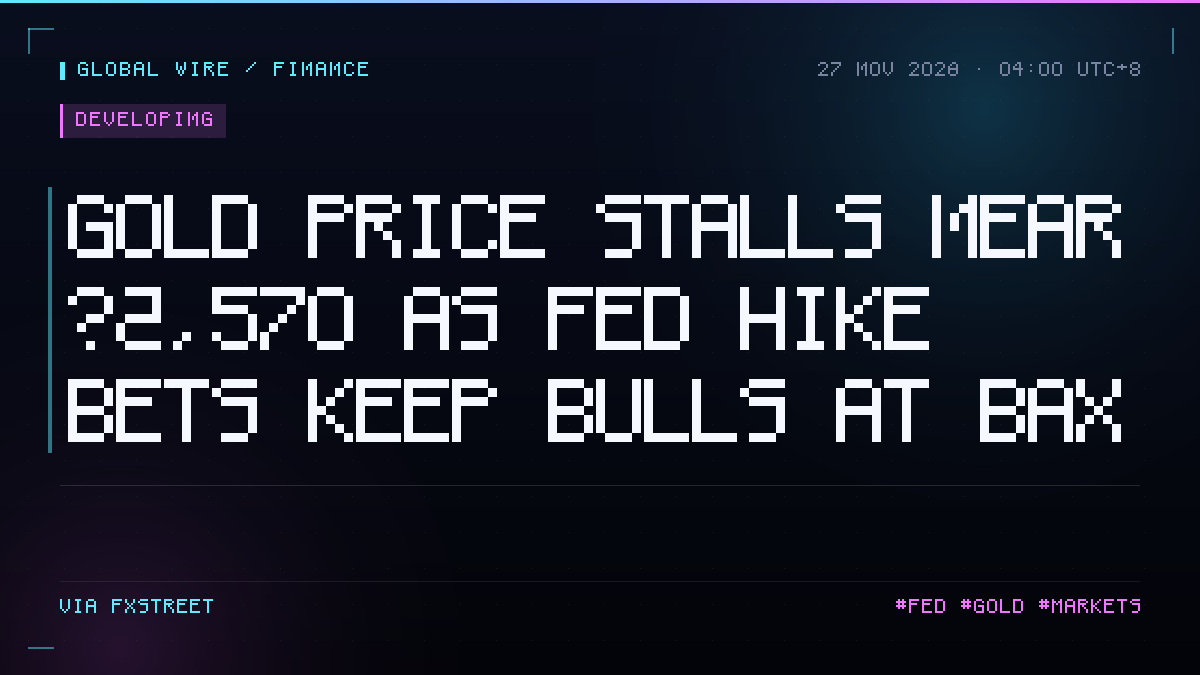 GLOBAL WIRE / FIMAMCE
27 MOV 2028 · 04:00 UTC+8
DEVELOPIMG
GOLD PRICE STALLS MEAR
?2,570 AS FED HIKE
BETS KEEP BULLS AT BAX
VIA FXSTREET
#FED #GOLD #MARKETS